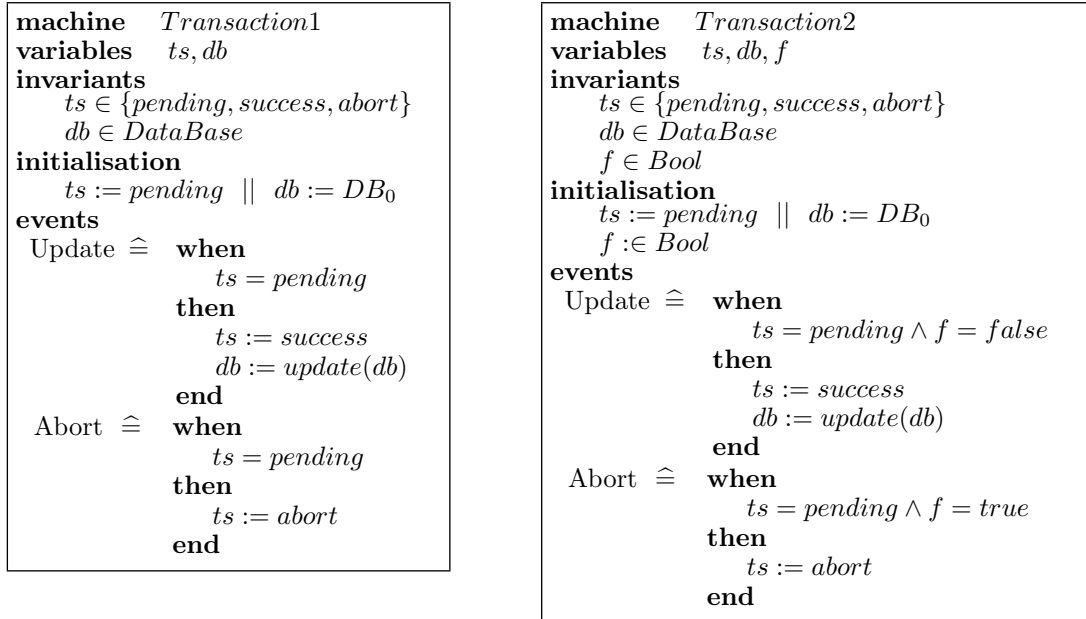 machine Transaction1
variables ts, db
invariants
ts ∈ {pending, success, abort}
db ∈ DataBase
initialisation
ts := pending || db := DB₀
events
Update ≙ when
ts = pending
then
ts := success
db := update(db)
end
Abort ≙ when
ts = pending
then
ts := abort
end
machine Transaction2
variables ts, db, f
invariants
ts ∈ {pending, success, abort}
db ∈ DataBase
f ∈ Bool
initialisation
ts := pending || db := DB₀
f :∈ Bool
events
Update ≙ when
ts = pending ∧ f = false
then
ts := success
db := update(db)
end
Abort ≙ when
ts = pending ∧ f = true
then
ts := abort
end